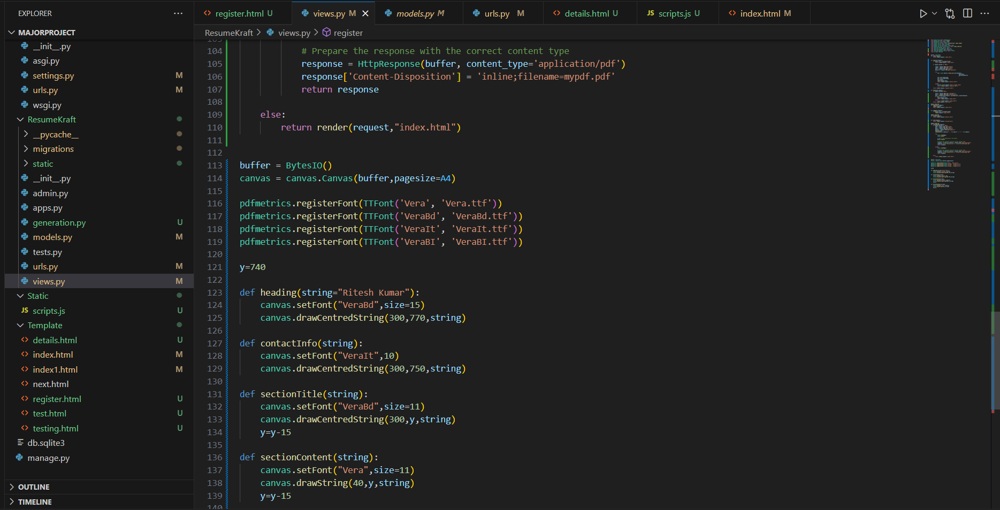 EXPLORER
MAJORPROJECT
__init__.py
asgi.py
settings.py M
urls.py M
wsgi.py
ResumeKraft
__pycache__
migrations
static
__init__.py
admin.py
apps.py
generation.py U
models.py M
tests.py
urls.py M
views.py M
Static
JS scripts.js U
Template
details.html U
index.html M
index1.html M
next.html
register.html U
test.html U
testing.html U
db.sqlite3
manage.py
OUTLINE
TIMELINE
register.html U views.py M models.py M urls.py M details.html U JS scripts.js U index.html M
ResumeKraft > views.py > register
103
104 # Prepare the response with the correct content type
105 response = HttpResponse(buffer, content_type='application/pdf')
106 response['Content-Disposition'] = 'inline;filename=mypdf.pdf'
107 return response
108
109 else:
110 return render(request,"index.html")
111
112
113 buffer = BytesIO()
114 canvas = canvas.Canvas(buffer,pagesize=A4)
115
116 pdfmetrics.registerFont(TTFont('Vera', 'Vera.ttf'))
117 pdfmetrics.registerFont(TTFont('VeraBd', 'VeraBd.ttf'))
118 pdfmetrics.registerFont(TTFont('VeraIt', 'VeraIt.ttf'))
119 pdfmetrics.registerFont(TTFont('VeraBI', 'VeraBI.ttf'))
120
121 y=740
122
123 def heading(string="Ritesh Kumar"):
124 canvas.setFont("VeraBd",size=15)
125 canvas.drawCentredString(300,770,string)
126
127 def contactInfo(string):
128 canvas.setFont("VeraIt",10)
129 canvas.drawCentredString(300,750,string)
130
131 def sectionTitle(string):
132 canvas.setFont("VeraBd",size=11)
133 canvas.drawCentredString(300,y,string)
134 y=y-15
135
136 def sectionContent(string):
137 canvas.setFont("Vera",size=11)
138 canvas.drawString(40,y,string)
139 y=y-15
140